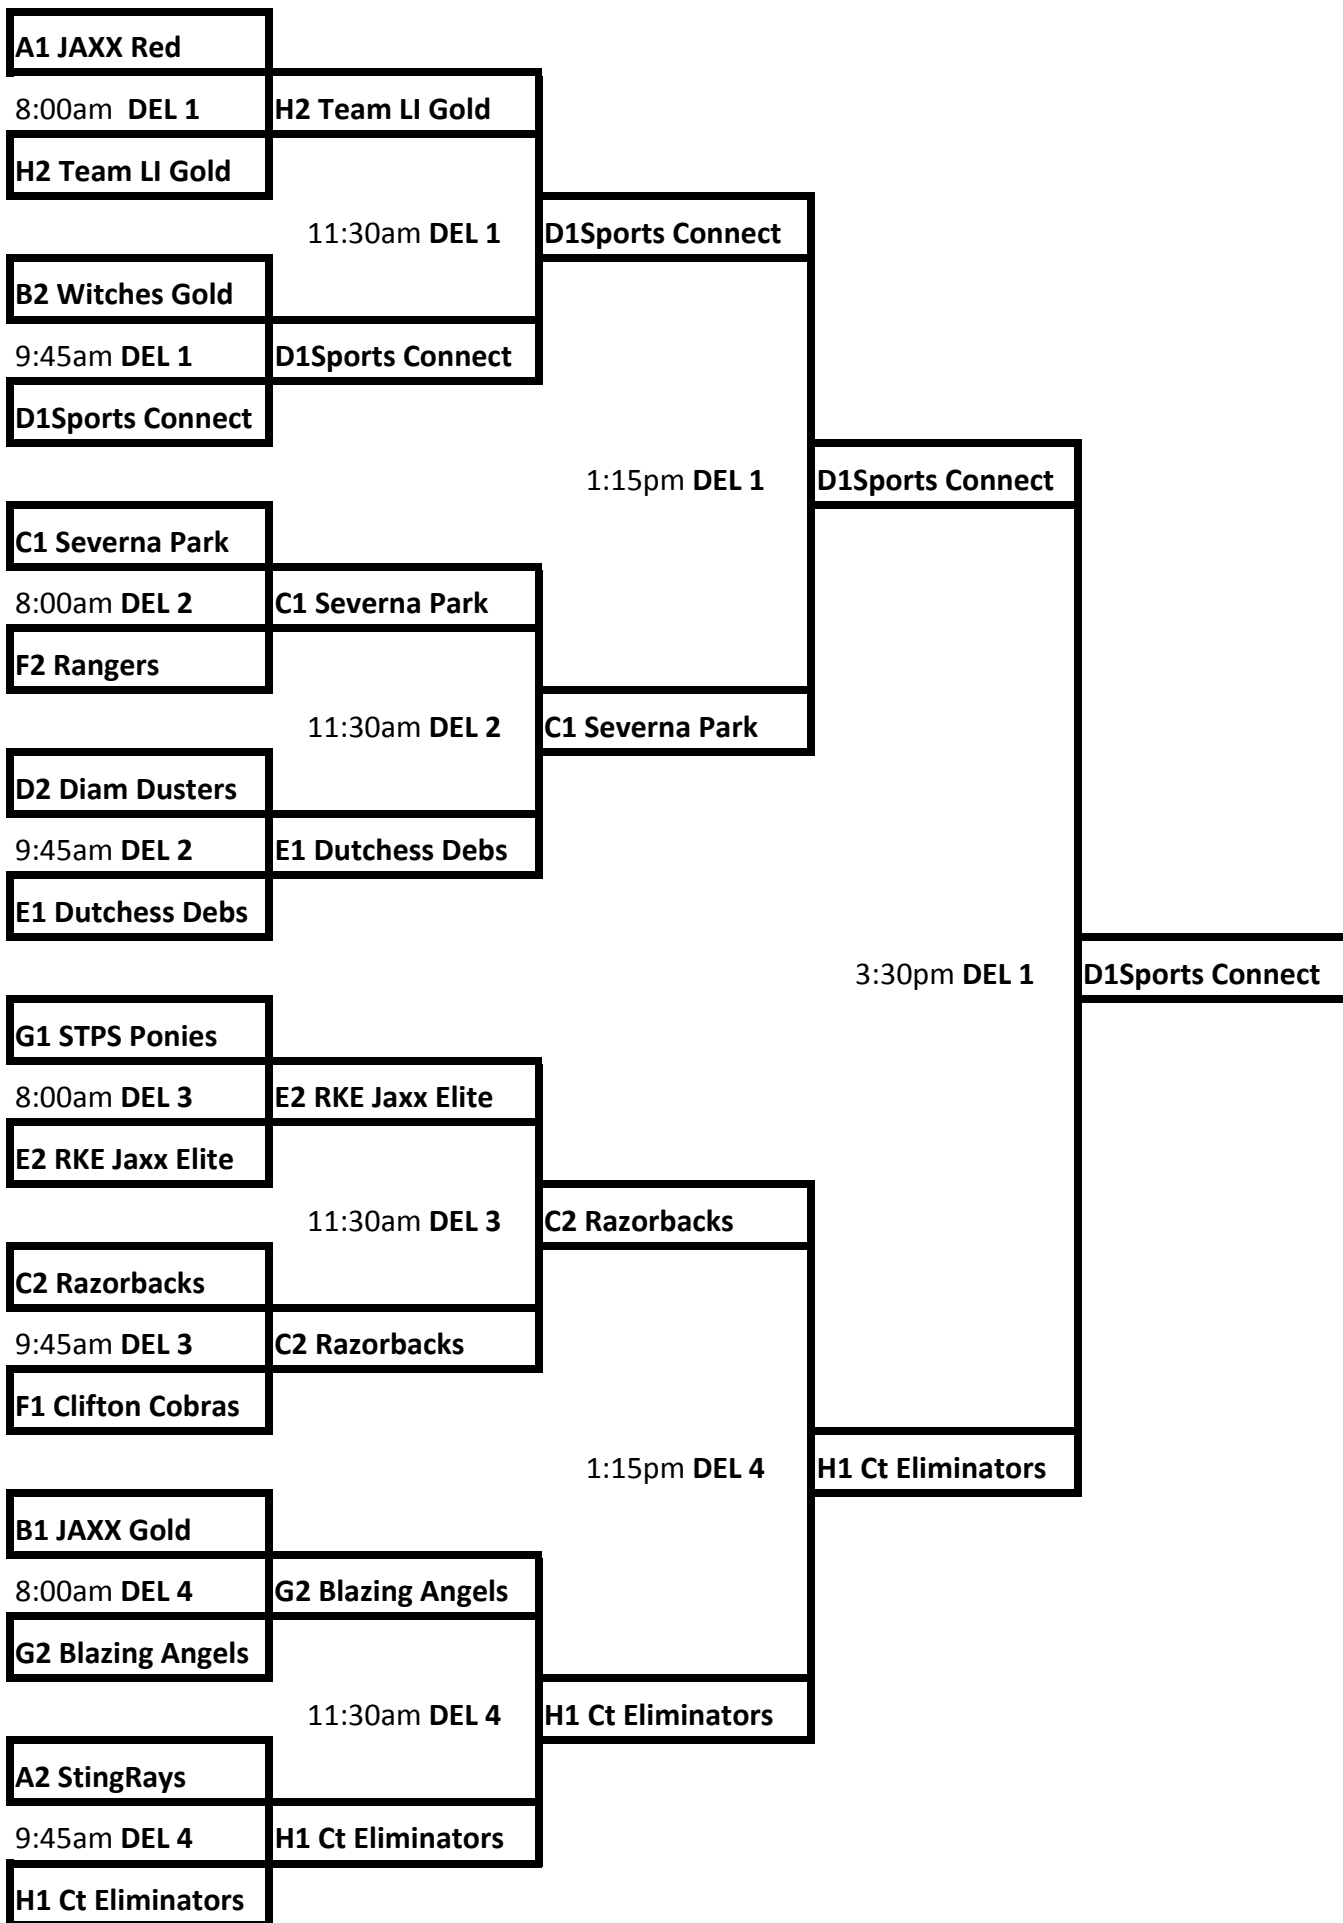 A1 JAXX Red
8:00am DEL 1 H2 Team LI Gold
H2 Team LI Gold
11:30am DEL 1 D1Sports Connect
B2 Witches Gold
9:45am DEL 1 D1Sports Connect
D1Sports Connect
1:15pm DEL 1 D1Sports Connect
C1 Severna Park
8:00am DEL 2 C1 Severna Park
F2 Rangers
11:30am DEL 2 C1 Severna Park
D2 Diam Dusters
9:45am DEL 2 E1 Dutchess Debs
E1 Dutchess Debs
3:30pm DEL 1 D1Sports Connect
G1 STPS Ponies
8:00am DEL 3 E2 RKE Jaxx Elite
E2 RKE Jaxx Elite
11:30am DEL 3 C2 Razorbacks
C2 Razorbacks
9:45am DEL 3 C2 Razorbacks
F1 Clifton Cobras
1:15pm DEL 4 H1 Ct Eliminators
B1 JAXX Gold
8:00am DEL 4 G2 Blazing Angels
G2 Blazing Angels
11:30am DEL 4 H1 Ct Eliminators
A2 StingRays
9:45am DEL 4 H1 Ct Eliminators
H1 Ct Eliminators